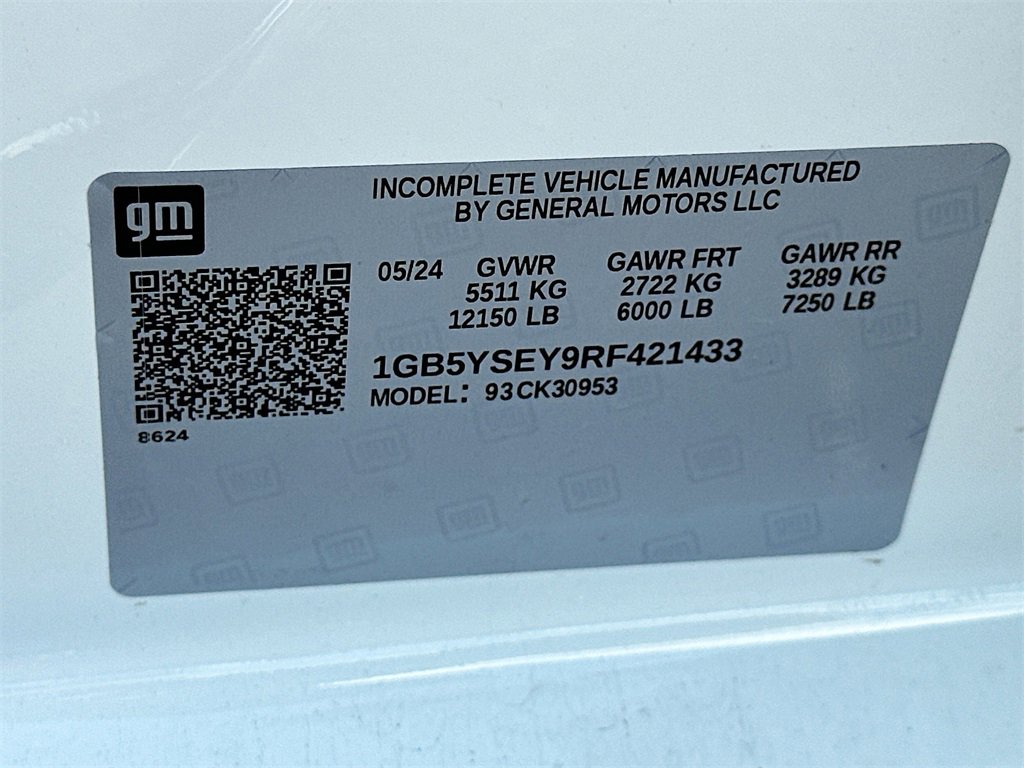 gm
INCOMPLETE VEHICLE MANUFACTURED
BY GENERAL MOTORS LLC
05/24 GVWR GAWR FRT GAWR RR
5511 KG 2722 KG 3289 KG
12150 LB 6000 LB 7250 LB
1GB5YSEY9RF421433
MODEL: 93CK30953
8624